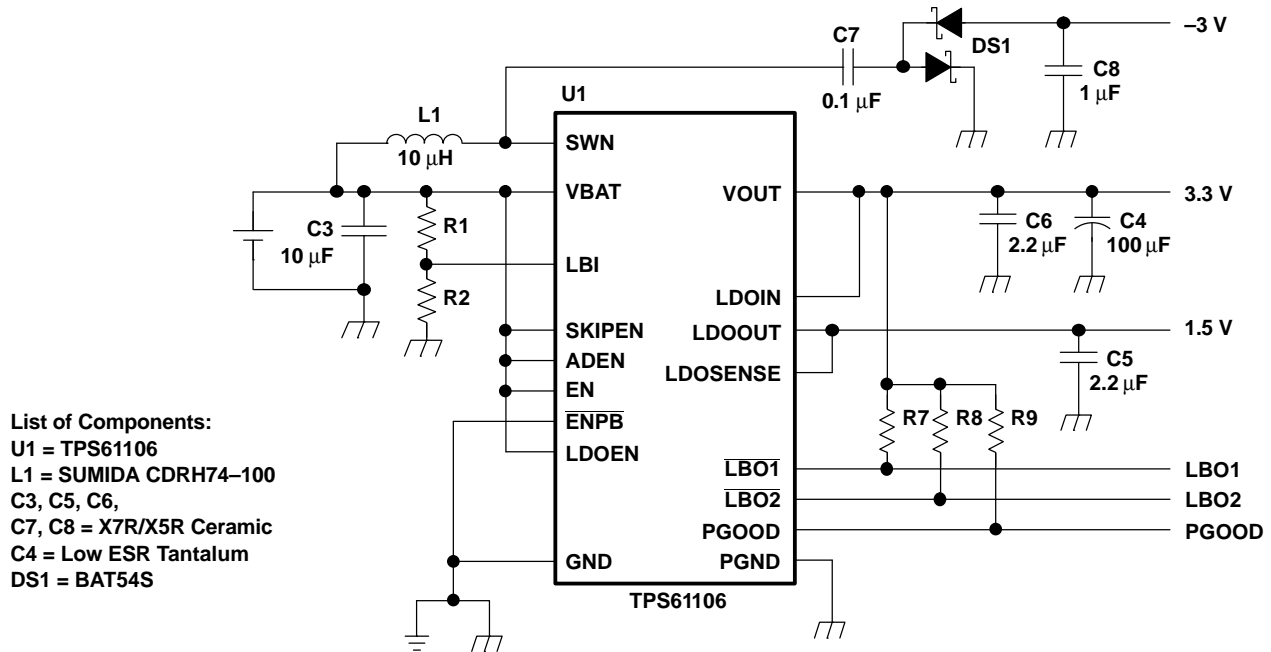 C7
0.1 µF
DS1
–3 V
C8
1 µF
U1
L1
10 µH
SWN
VBAT
VOUT
3.3 V
C3
10 µF
R1
C6
2.2 µF
C4
100 µF
LBI
R2
LDOIN
SKIPEN
LDOOUT
1.5 V
ADEN
LDOSENSE
C5
2.2 µF
EN
ENPB
R7
R8
R9
LDOEN
LBO1
LBO1
LBO2
LBO2
PGOOD
PGOOD
GND
PGND
TPS61106
List of Components:
U1 = TPS61106
L1 = SUMIDA CDRH74–100
C3, C5, C6,
C7, C8 = X7R/X5R Ceramic
C4 = Low ESR Tantalum
DS1 = BAT54S